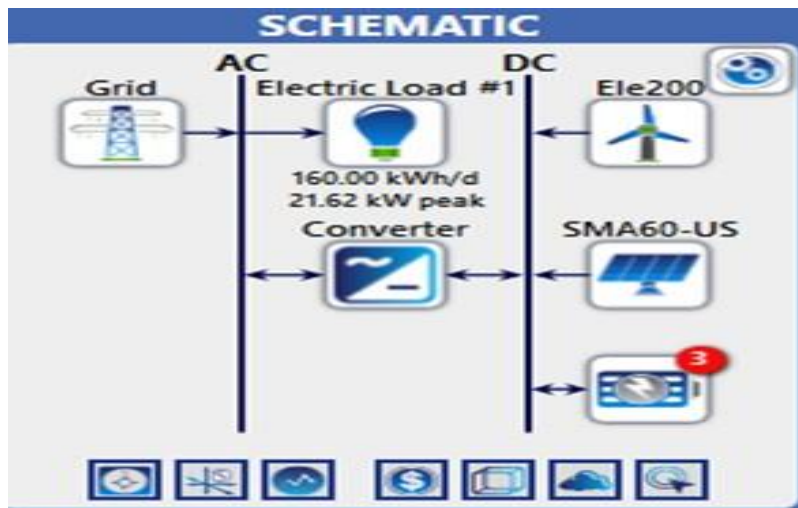 SCHEMATIC
AC
DC
Grid
Electric Load #1
Ele200
160.00 kWh/d
21.62 kW peak
Converter
SMA60-US
3